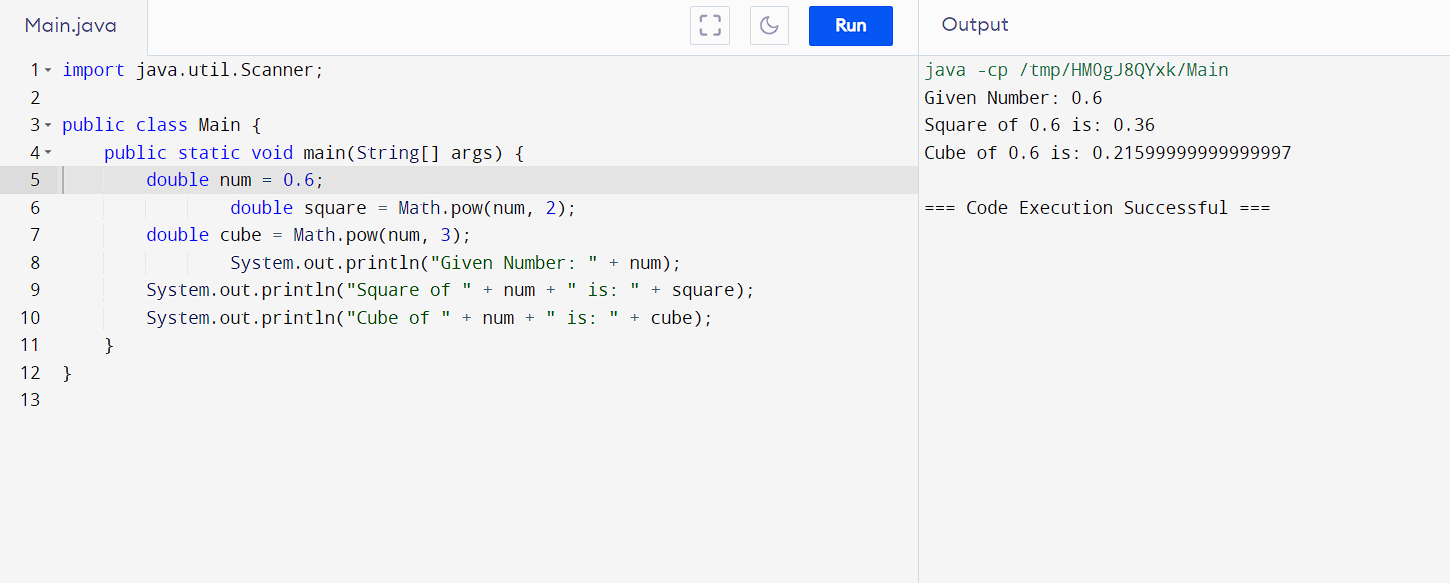 Main.java
Run
Output
1 import java.util.Scanner;
2
3 public class Main {
4     public static void main(String[] args) {
5         double num = 0.6;
6                 double square = Math.pow(num, 2);
7         double cube = Math.pow(num, 3);
8                 System.out.println("Given Number: " + num);
9         System.out.println("Square of " + num + " is: " + square);
10         System.out.println("Cube of " + num + " is: " + cube);
11     }
12 }
13
java -cp /tmp/HM0gJ8QYxk/Main
Given Number: 0.6
Square of 0.6 is: 0.36
Cube of 0.6 is: 0.21599999999999997
=== Code Execution Successful ===